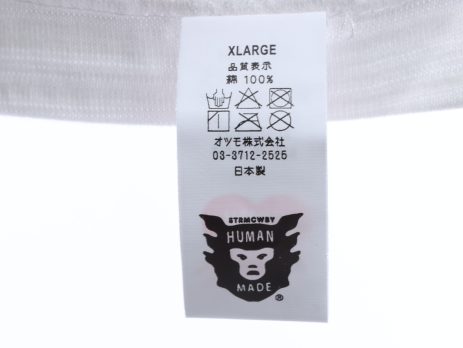 XLARGE
品質表示
綿 100%
オツモ株式会社
03-3712-2525
日本製
STRMCWBY
HUMAN
MADE
®